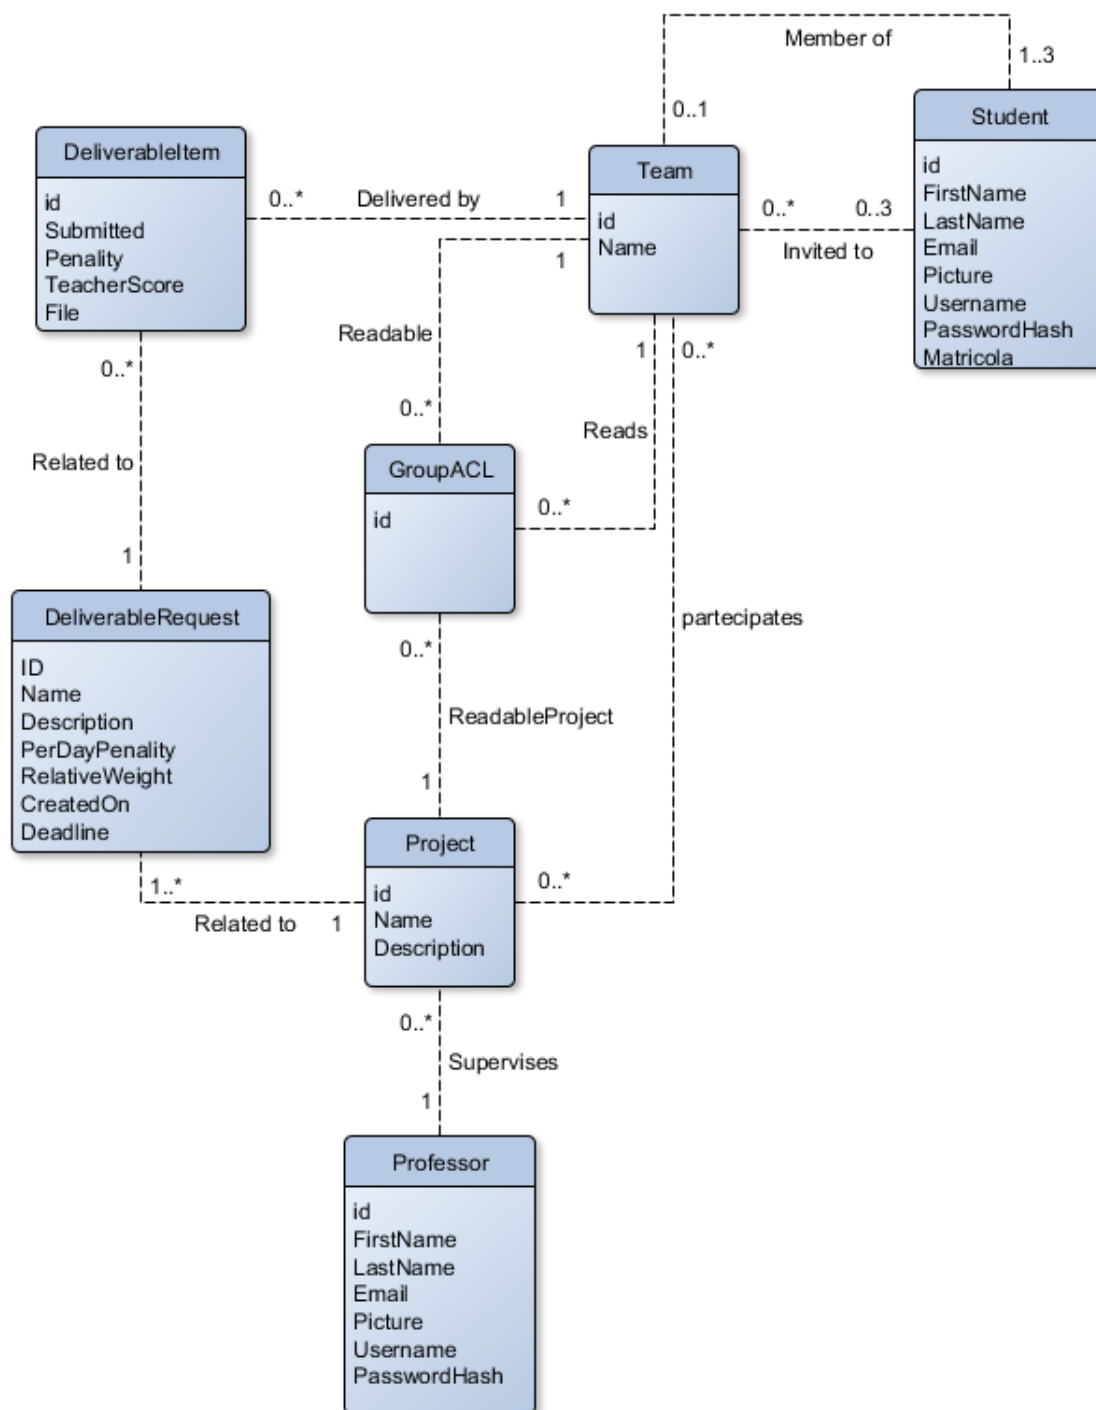 Member of
1..3
0..1
Student
id
FirstName
LastName
Email
Picture
Username
PasswordHash
Matricola
DeliverableItem
id
Submitted
Penality
TeacherScore
File
0..*
Delivered by
1
Team
id
Name
0..*
0..3
Invited to
1
Readable
0..*
1
0..*
Reads
0..*
Related to
1
GroupACL
id
0..*
0..*
ReadableProject
1
partecipates
DeliverableRequest
ID
Name
Description
PerDayPenality
RelativeWeight
CreatedOn
Deadline
1..*
Related to
1
Project
id
Name
Description
0..*
0..*
Supervises
1
Professor
id
FirstName
LastName
Email
Picture
Username
PasswordHash